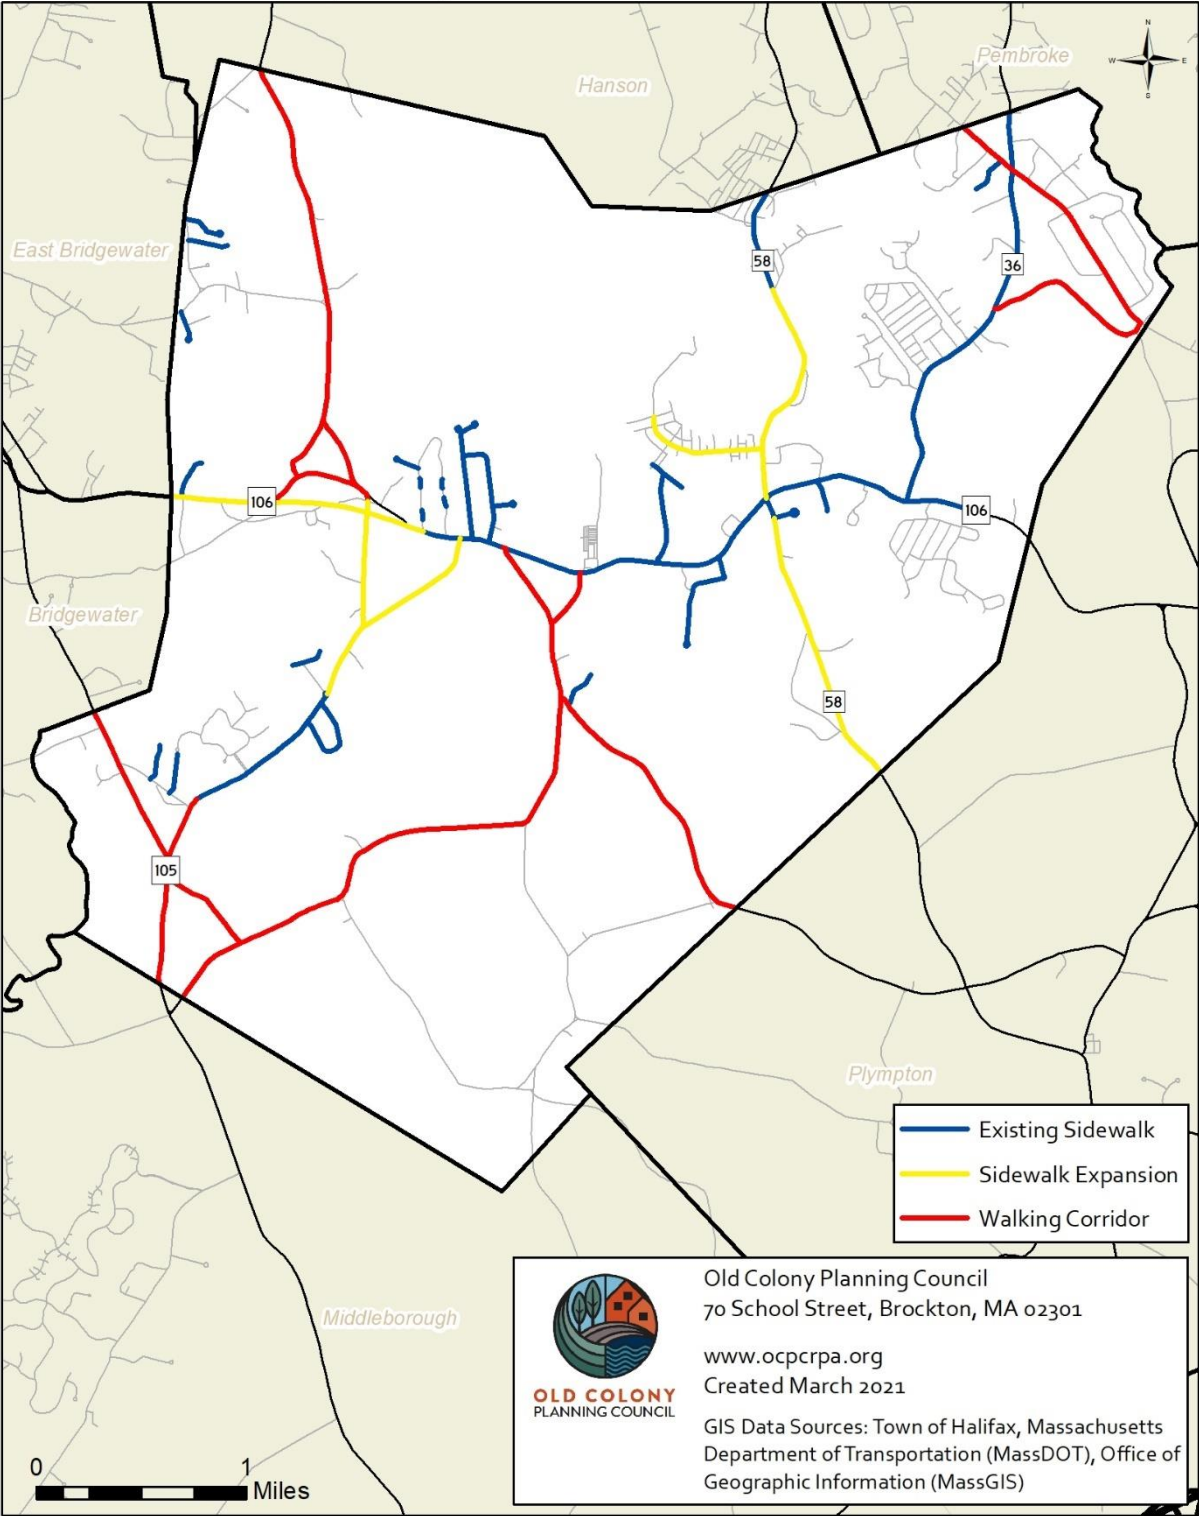 N
W E
S
Pembroke
Hanson
East Bridgewater
58
36
106
106
Bridgewater
58
105
Plympton
Existing Sidewalk
Sidewalk Expansion
Walking Corridor
Middleborough
Old Colony Planning Council
70 School Street, Brockton, MA 02301
www.ocpcrpa.org
Created March 2021
GIS Data Sources: Town of Halifax, Massachusetts
Department of Transportation (MassDOT), Office of
Geographic Information (MassGIS)
OLD COLONY
PLANNING COUNCIL
0 1
Miles